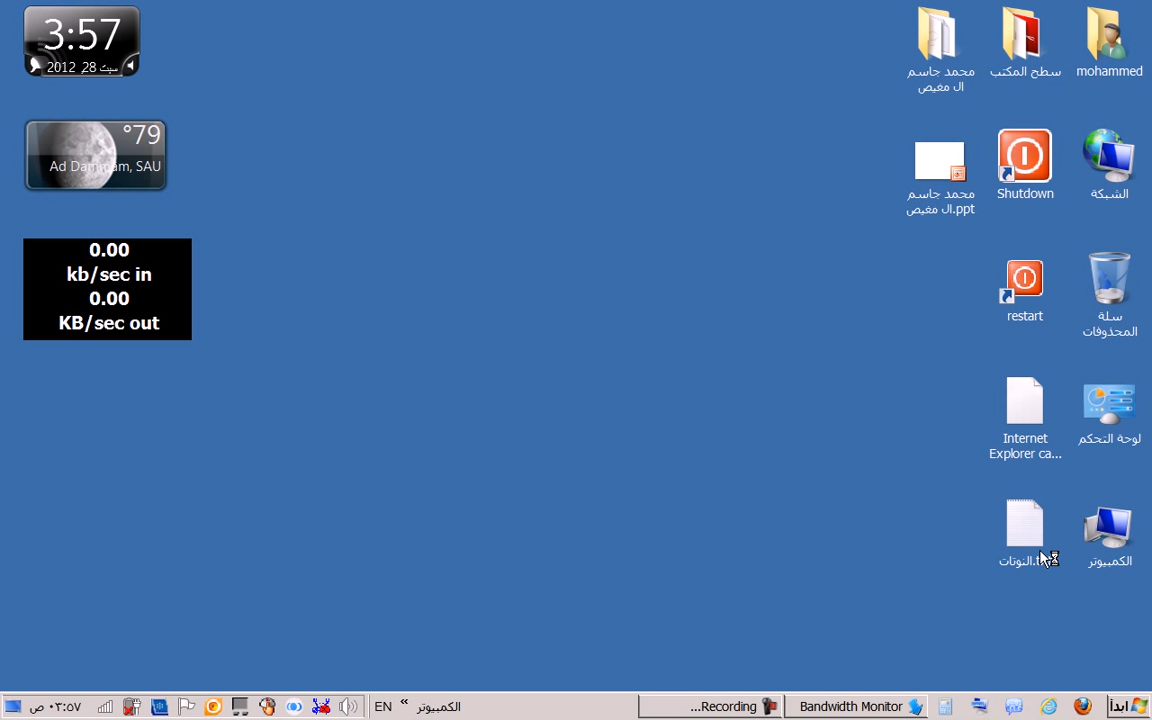 3:57
سبت 28, 2012
°79
Ad Dammam, SAU
0.00
kb/sec in
0.00
KB/sec out
mohammed
سطح المكتب
محمد جاسم
ال مغيص
الشبكة
Shutdown
محمد جاسم
ال مغيص.ppt
سلة
المحذوفات
restart
لوحة التحكم
Internet
Explorer ca...
الكمبيوتر
النوتات
ابدأ
Bandwidth Monitor
Recording...
الكمبيوتر
EN
٠٣:٥٧ ص